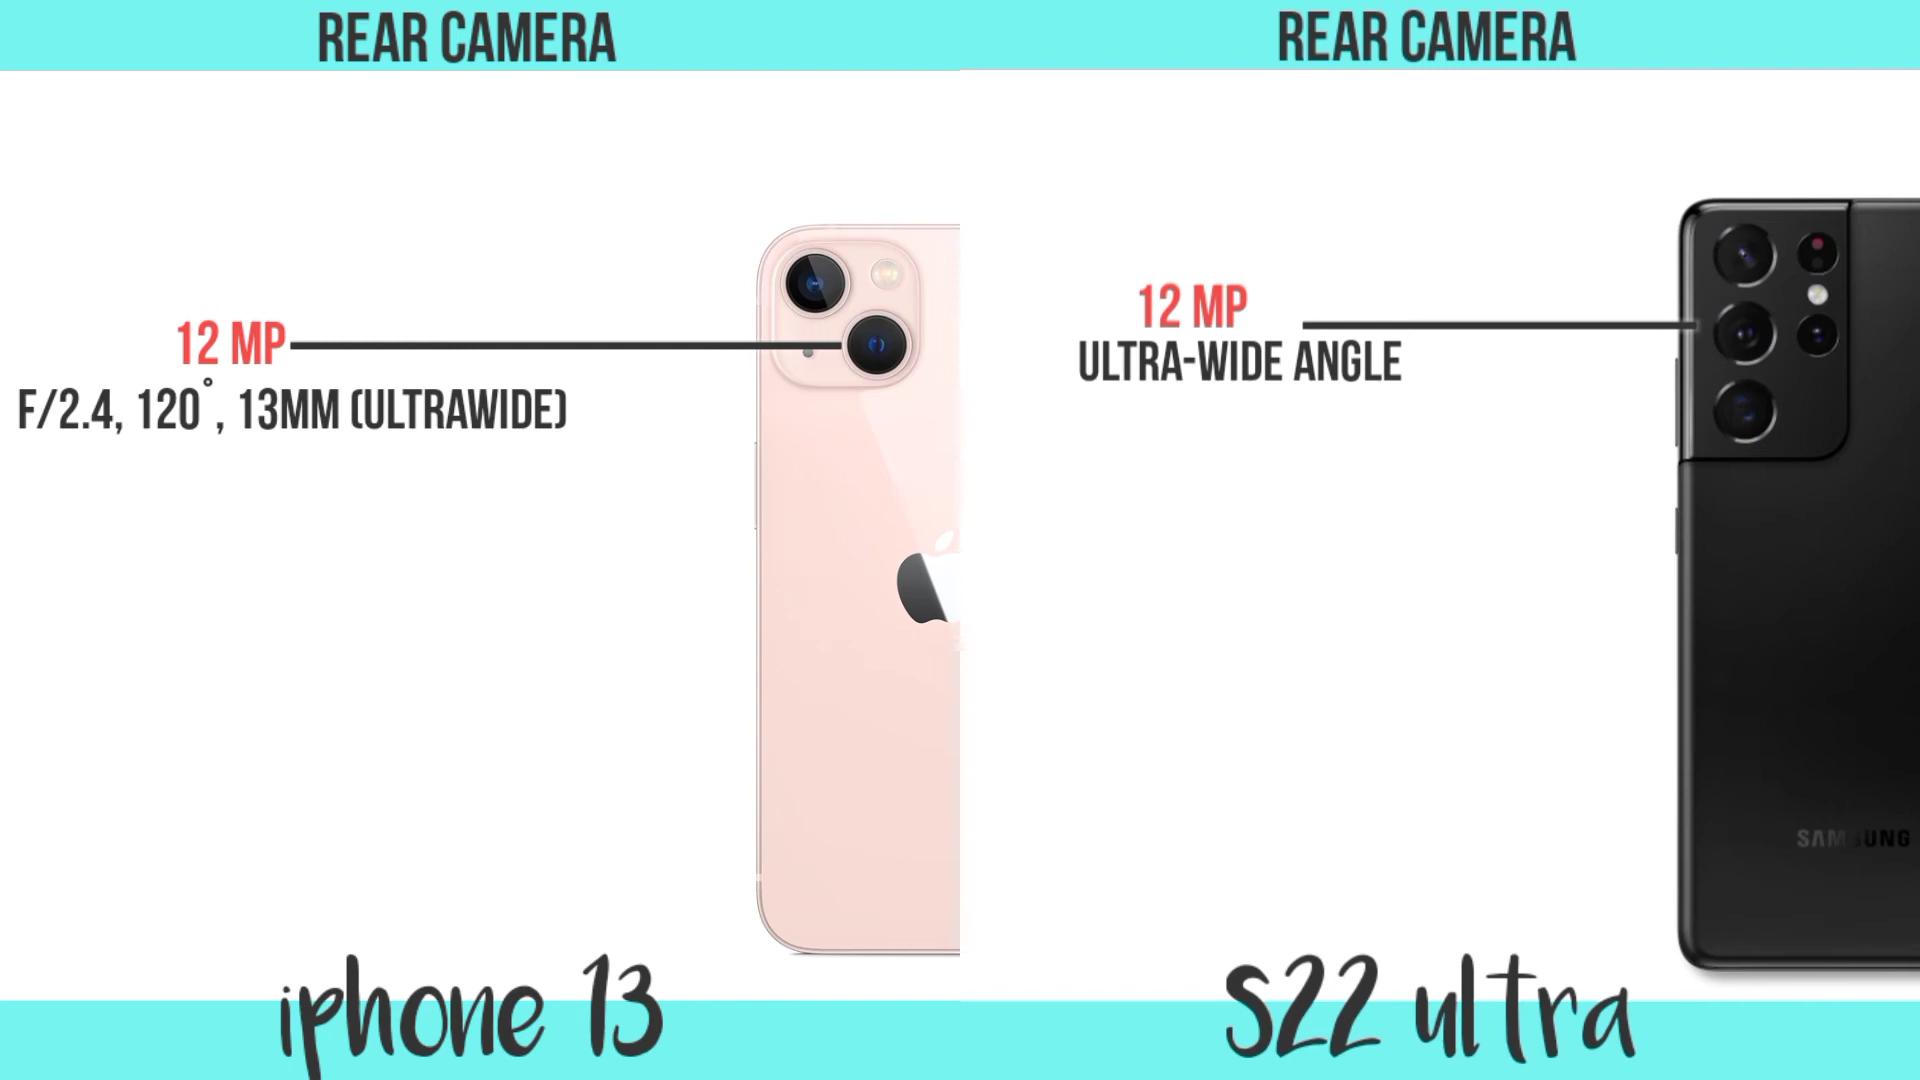 REAR CAMERA
12 MP
F/2.4, 120°, 13MM (ULTRAWIDE)
iphone 13
REAR CAMERA
12 MP
ULTRA-WIDE ANGLE
SAMSUNG
S22 ultra